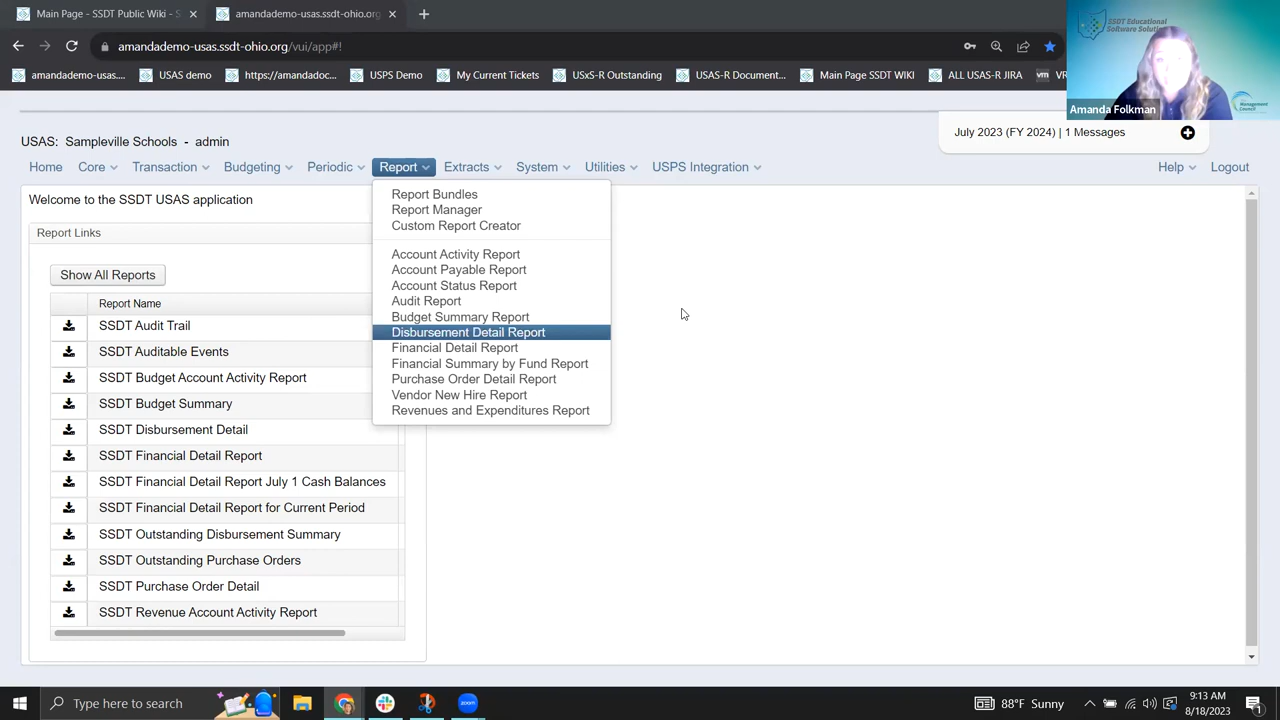 Main Page - SSDT Public Wiki - S
amandademo-usas.ssdt-ohio.org
amandademo-usas.ssdt-ohio.org/vui/app#!
amandademo-usas....
USAS demo
https://amandadoc...
USPS Demo
My Current Tickets
USxS-R Outstanding
USAS-R Document...
Main Page SSDT WIKI
ALL USAS-R JIRA
SSDT Educational
Software Solution
Amanda Folkman
Management
Council
July 2023 (FY 2024) | 1 Messages
USAS: Sampleville Schools - admin
Home
Core
Transaction
Budgeting
Periodic
Report
Extracts
System
Utilities
USPS Integration
Help
Logout
Report Bundles
Report Manager
Custom Report Creator
Account Activity Report
Account Payable Report
Account Status Report
Audit Report
Budget Summary Report
Disbursement Detail Report
Financial Detail Report
Financial Summary by Fund Report
Purchase Order Detail Report
Vendor New Hire Report
Revenues and Expenditures Report
Welcome to the SSDT USAS application
Report Links
Show All Reports
Report Name
SSDT Audit Trail
SSDT Auditable Events
SSDT Budget Account Activity Report
SSDT Budget Summary
SSDT Disbursement Detail
SSDT Financial Detail Report
SSDT Financial Detail Report July 1 Cash Balances
SSDT Financial Detail Report for Current Period
SSDT Outstanding Disbursement Summary
SSDT Outstanding Purchase Orders
SSDT Purchase Order Detail
SSDT Revenue Account Activity Report
Type here to search
zoom
88°F Sunny
9:13 AM
8/18/2023
1